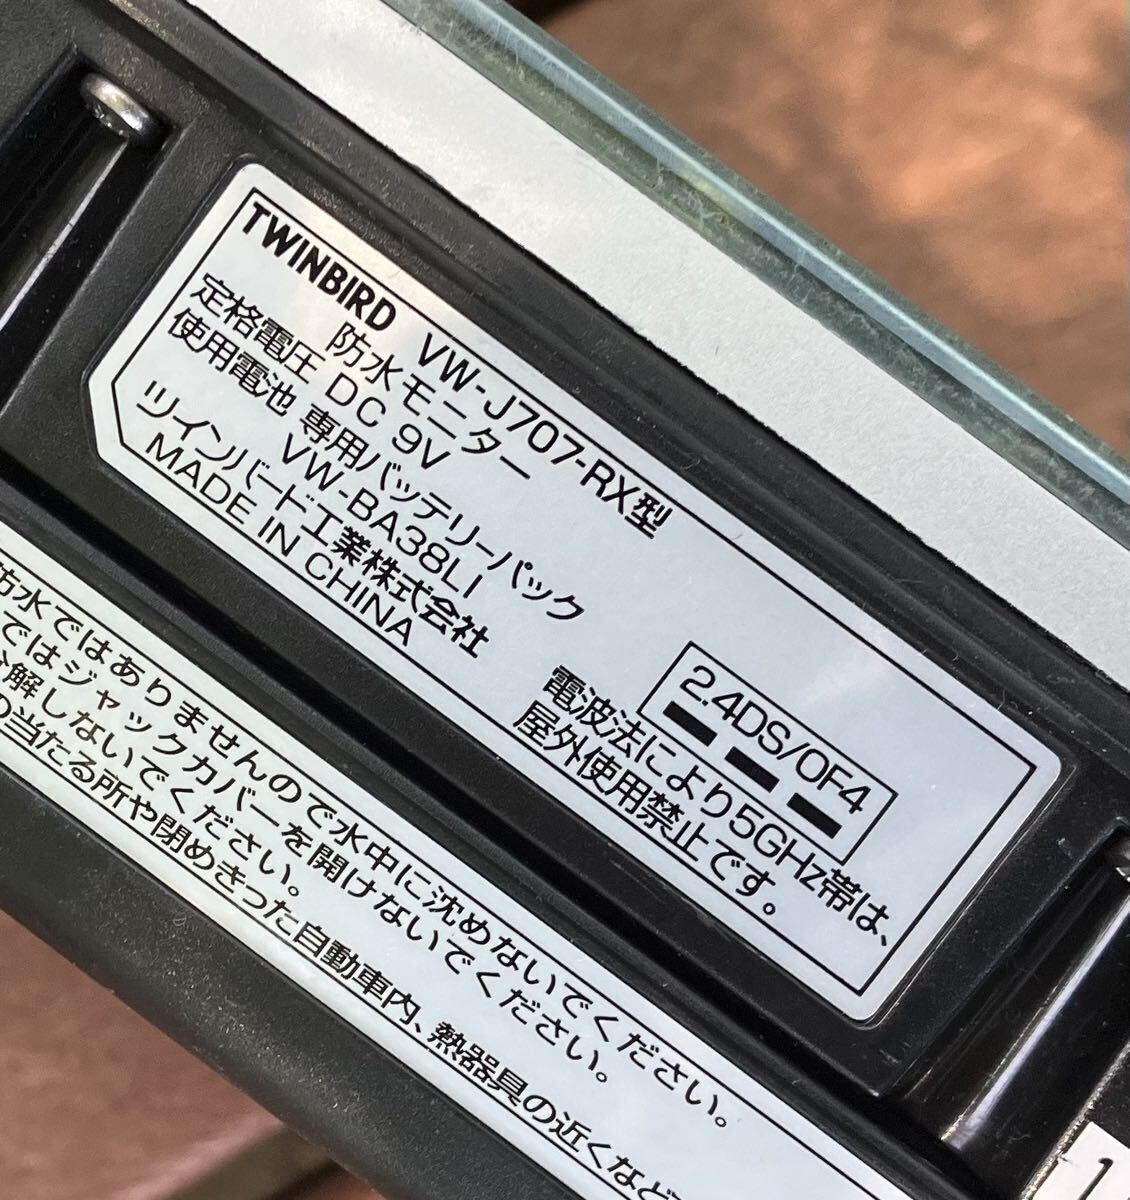 TWINBIRD VW-J707-RX型
防水モニター
定格電圧 DC 9V
使用電池 専用バッテリーパック
VW-BA38LI
ツインバード工業株式会社
MADE IN CHINA
2.4DS/OF4
電波法により5GHz帯は、
屋外使用禁止です。
防水ではありませんので水中に沈めないでください。
ではジャックカバーを開けないでください。
分解しないでください。
の当たる所や閉めきった自動車内、熱器具の近くなど
1